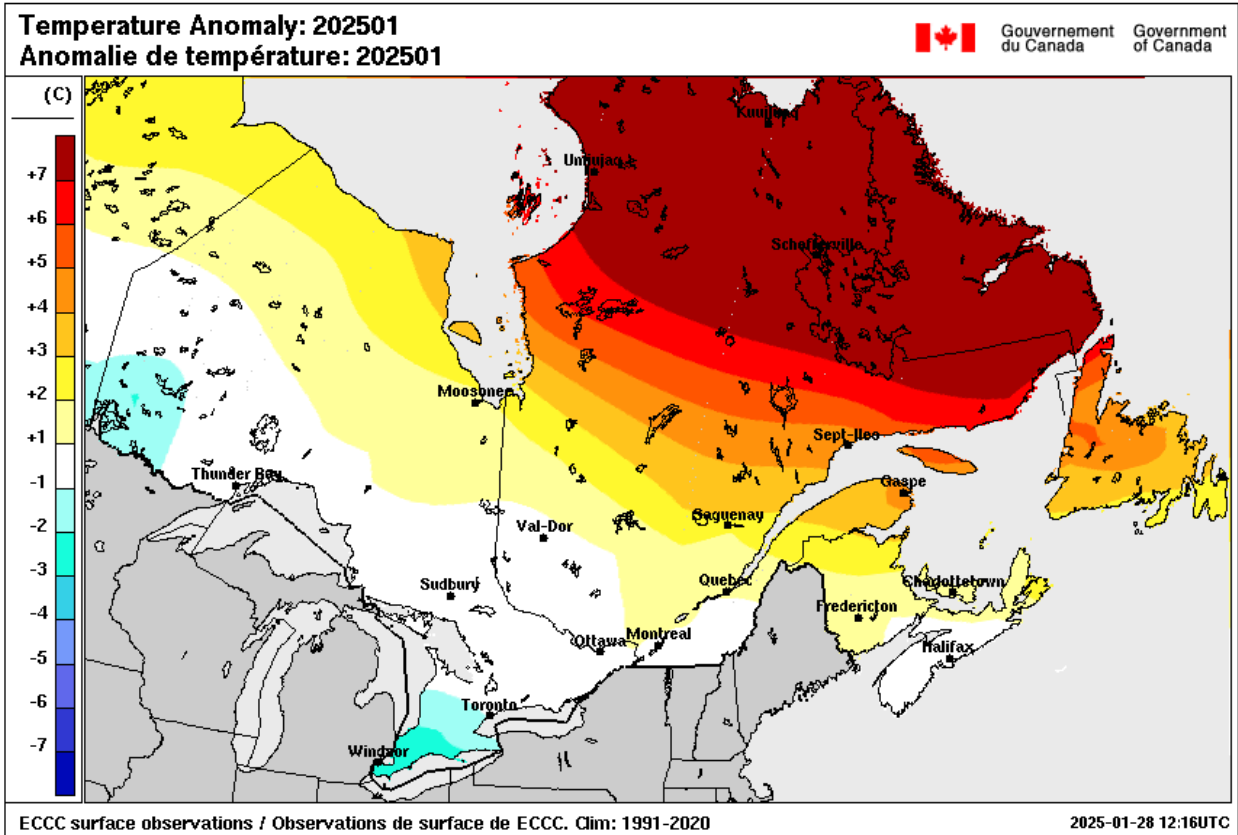 Temperature Anomaly: 202501
Anomalie de température: 202501
Gouvernement du Canada
Government of Canada
(C)
+7
+6
+5
+4
+3
+2
+1
-1
-2
-3
-4
-5
-6
-7
Kuujjuaq
Umiujaq
Schefferville
Moosonee
Sept-Iles
Thunder Bay
Gaspe
Saguenay
Val-Dor
Sudbury
Quebec
Charlottetown
Fredericton
Ottawa
Montreal
Halifax
Toronto
Windsor
ECCC surface observations / Observations de surface de ECCC. Clim: 1991-2020
2025-01-28 12:16UTC